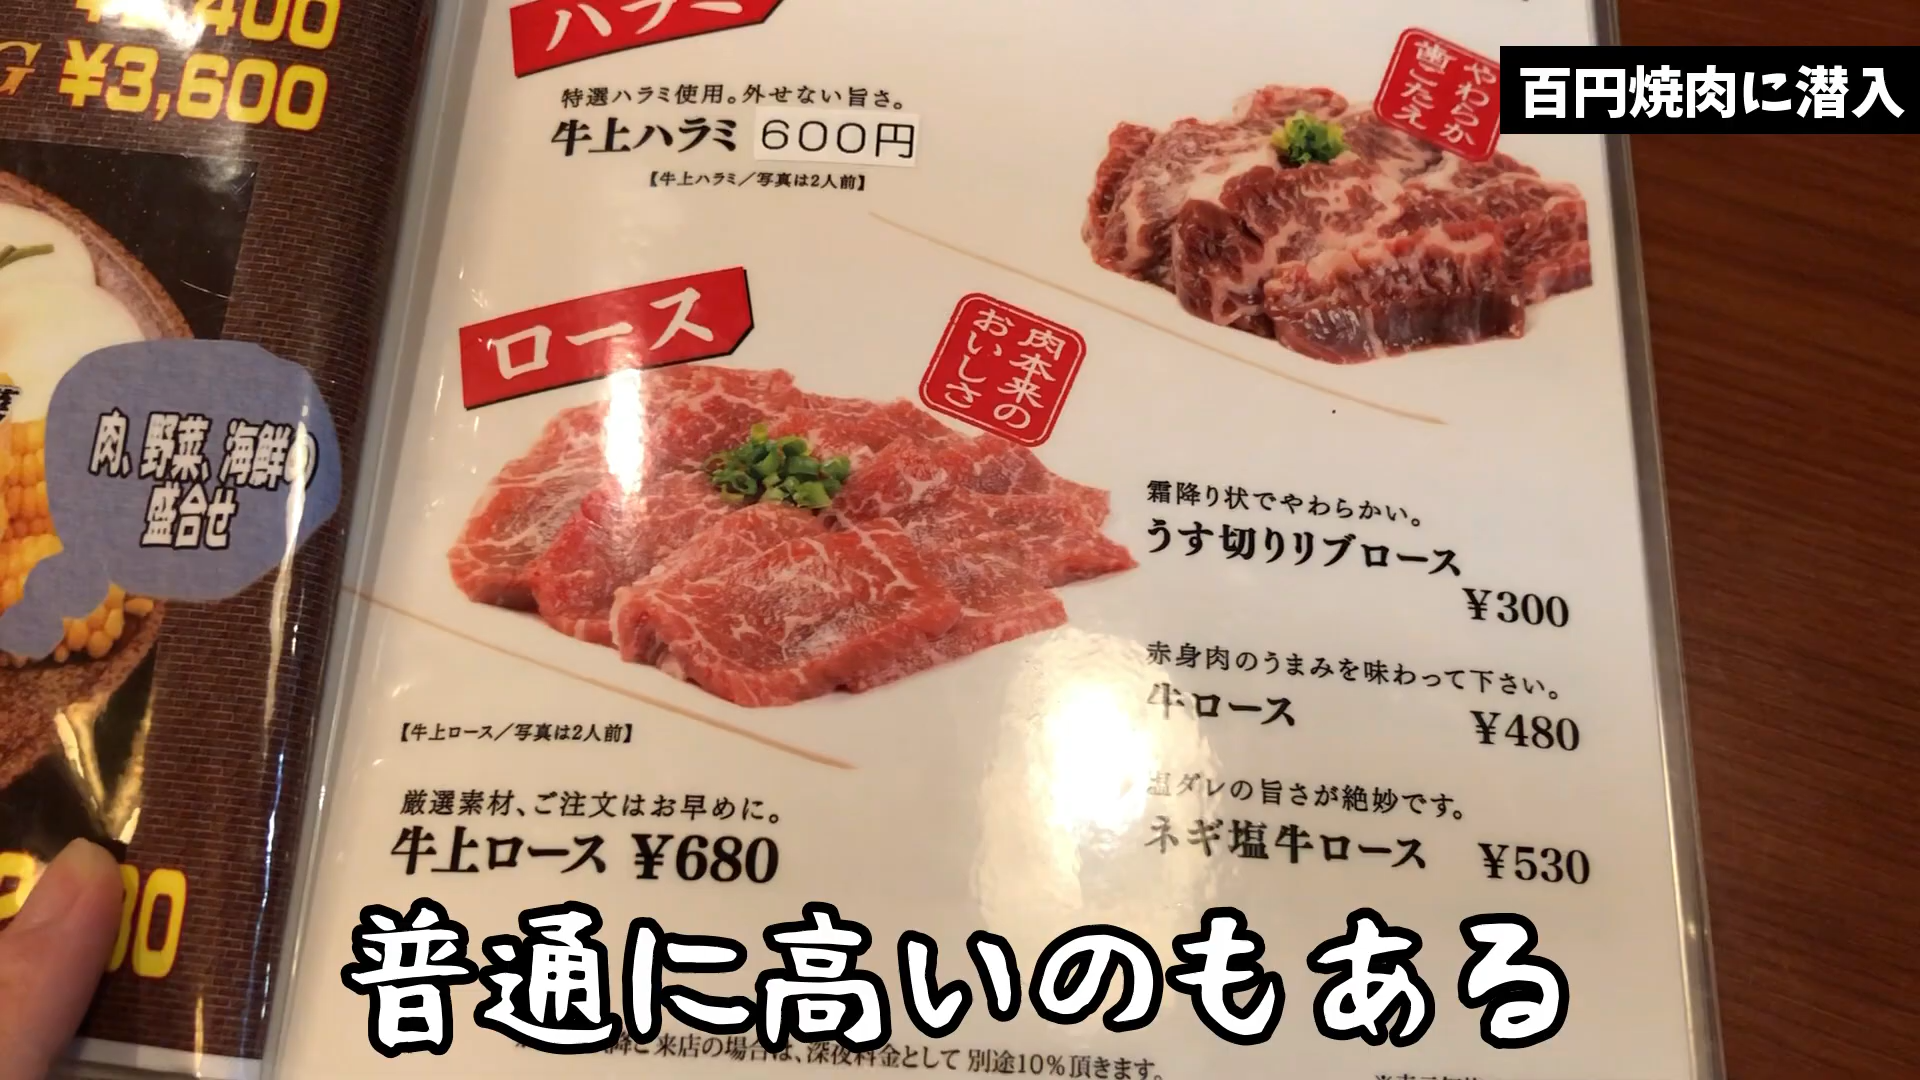 百円焼肉に潜入
¥3,600
肉、野菜、海鮮の
盛合せ
ハラミ
特選ハラミ使用。外せない旨さ。
牛上ハラミ 600円
【牛上ハラミ/写真は2人前】
やわらか
歯ごたえ
ロース
肉本来の
おいしさ
【牛上ロース/写真は2人前】
厳選素材、ご注文はお早めに。
牛上ロース ¥680
霜降り状でやわらかい。
うす切りリブロース
¥300
赤身肉のうまみを味わって下さい。
牛ロース ¥480
塩ダレの旨さが絶妙です。
ネギ塩牛ロース ¥530
普通に高いのもある
ご来店の場合は、深夜料金として 別途10%頂きます。